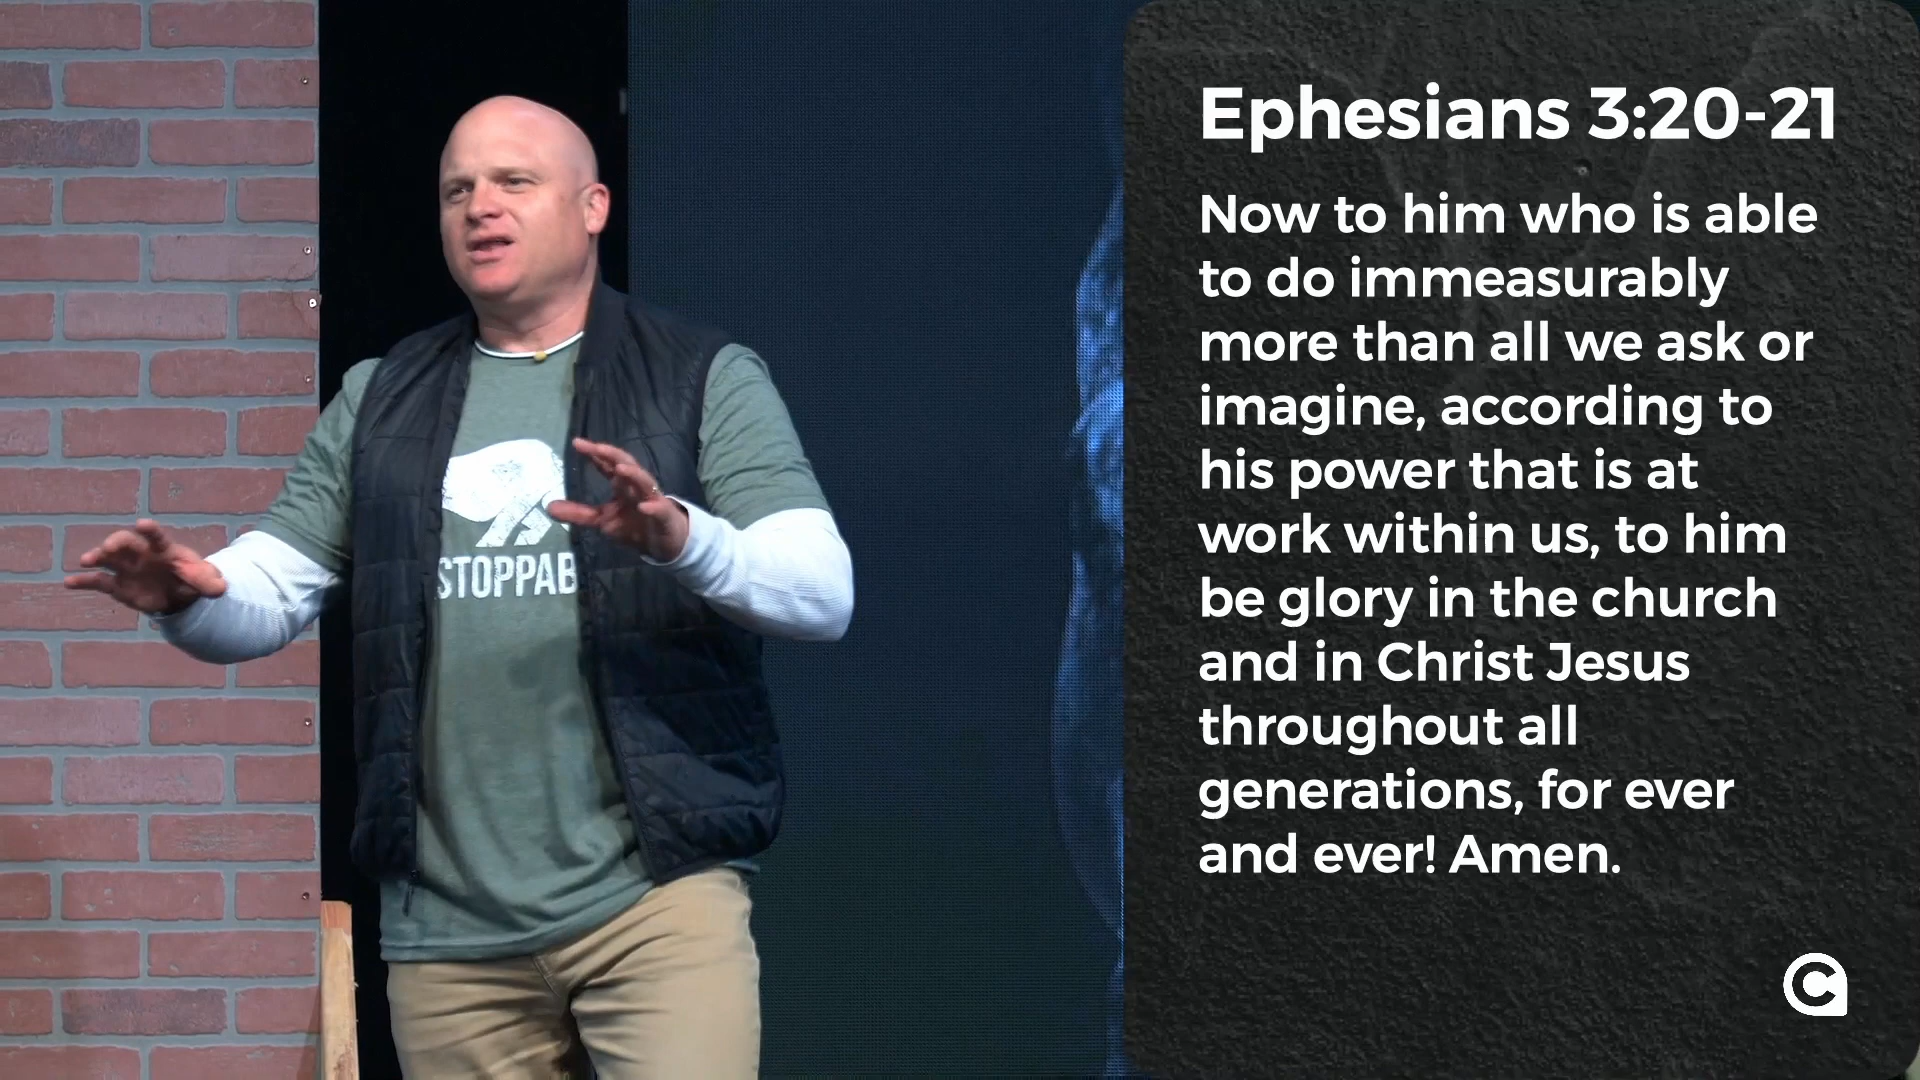 Ephesians 3:20-21
Now to him who is able
to do immeasurably
more than all we ask or
imagine, according to
his power that is at
work within us, to him
be glory in the church
and in Christ Jesus
throughout all
generations, for ever
and ever! Amen.
STOPPAB